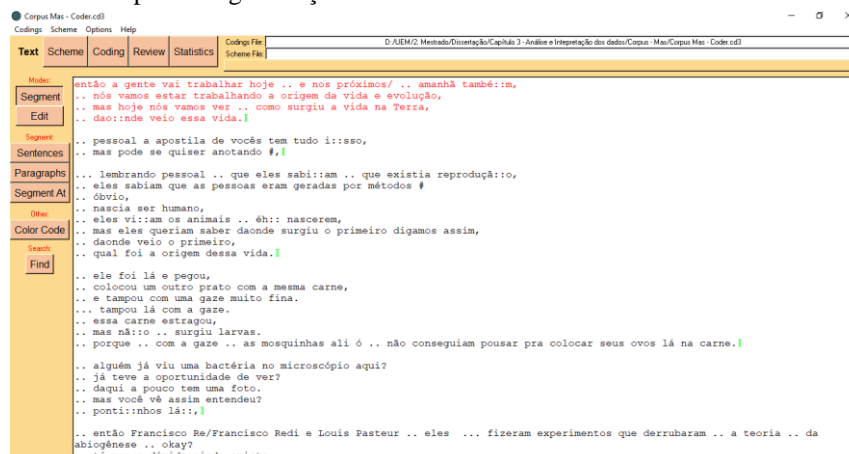 Corpus Mas - Coder.cd3
Codings Scheme Options Help
Text Scheme Coding Review Statistics
Codings File: D:/UEM/2. Mestrado/Dissertação/Capítulo 3 - Análise e Intepretação dos dados/Corpus - Mas/Corpus Mas - Coder.cd3
Scheme File:
Modes:
Segment
Edit
Segment:
Sentences
Paragraphs
Segment At
Other:
Color Code
Search:
Find
então a gente vai trabalhar hoje .. e nos próximos/ .. amanhã també::m,
.. nós vamos estar trabalhando a origem da vida e evolução,
.. mas hoje nós vamos ver .. como surgiu a vida na Terra,
.. dao::nde veio essa vida.
.. pessoal a apostila de vocês tem tudo i::sso,
.. mas pode se quiser anotando #,
... lembrando pessoal .. que eles sabi::am .. que existia reproduçã::o,
.. eles sabiam que as pessoas eram geradas por métodos #
.. óbvio,
.. nascia ser humano,
.. eles vi::am os animais .. éh:: nascerem,
.. mas eles queriam saber daonde surgiu o primeiro digamos assim,
.. daonde veio o primeiro,
.. qual foi a origem dessa vida.
.. ele foi lá e pegou,
.. colocou um outro prato com a mesma carne,
.. e tampou com uma gaze muito fina.
... tampou lá com a gaze.
.. essa carne estragou,
.. mas nã::o .. surgiu larvas.
.. porque .. com a gaze .. as mosquinhas ali ó .. não conseguiam pousar pra colocar seus ovos lá na carne.
.. alguém já viu uma bactéria no microscópio aqui?
.. já teve a oportunidade de ver?
.. daqui a pouco tem uma foto.
.. mas você vê assim entendeu?
.. ponti::nhos lá::,
.. então Francisco Re/Francisco Redi e Louis Pasteur .. eles ... fizeram experimentos que derrubaram .. a teoria .. da
abiogênese .. okay?